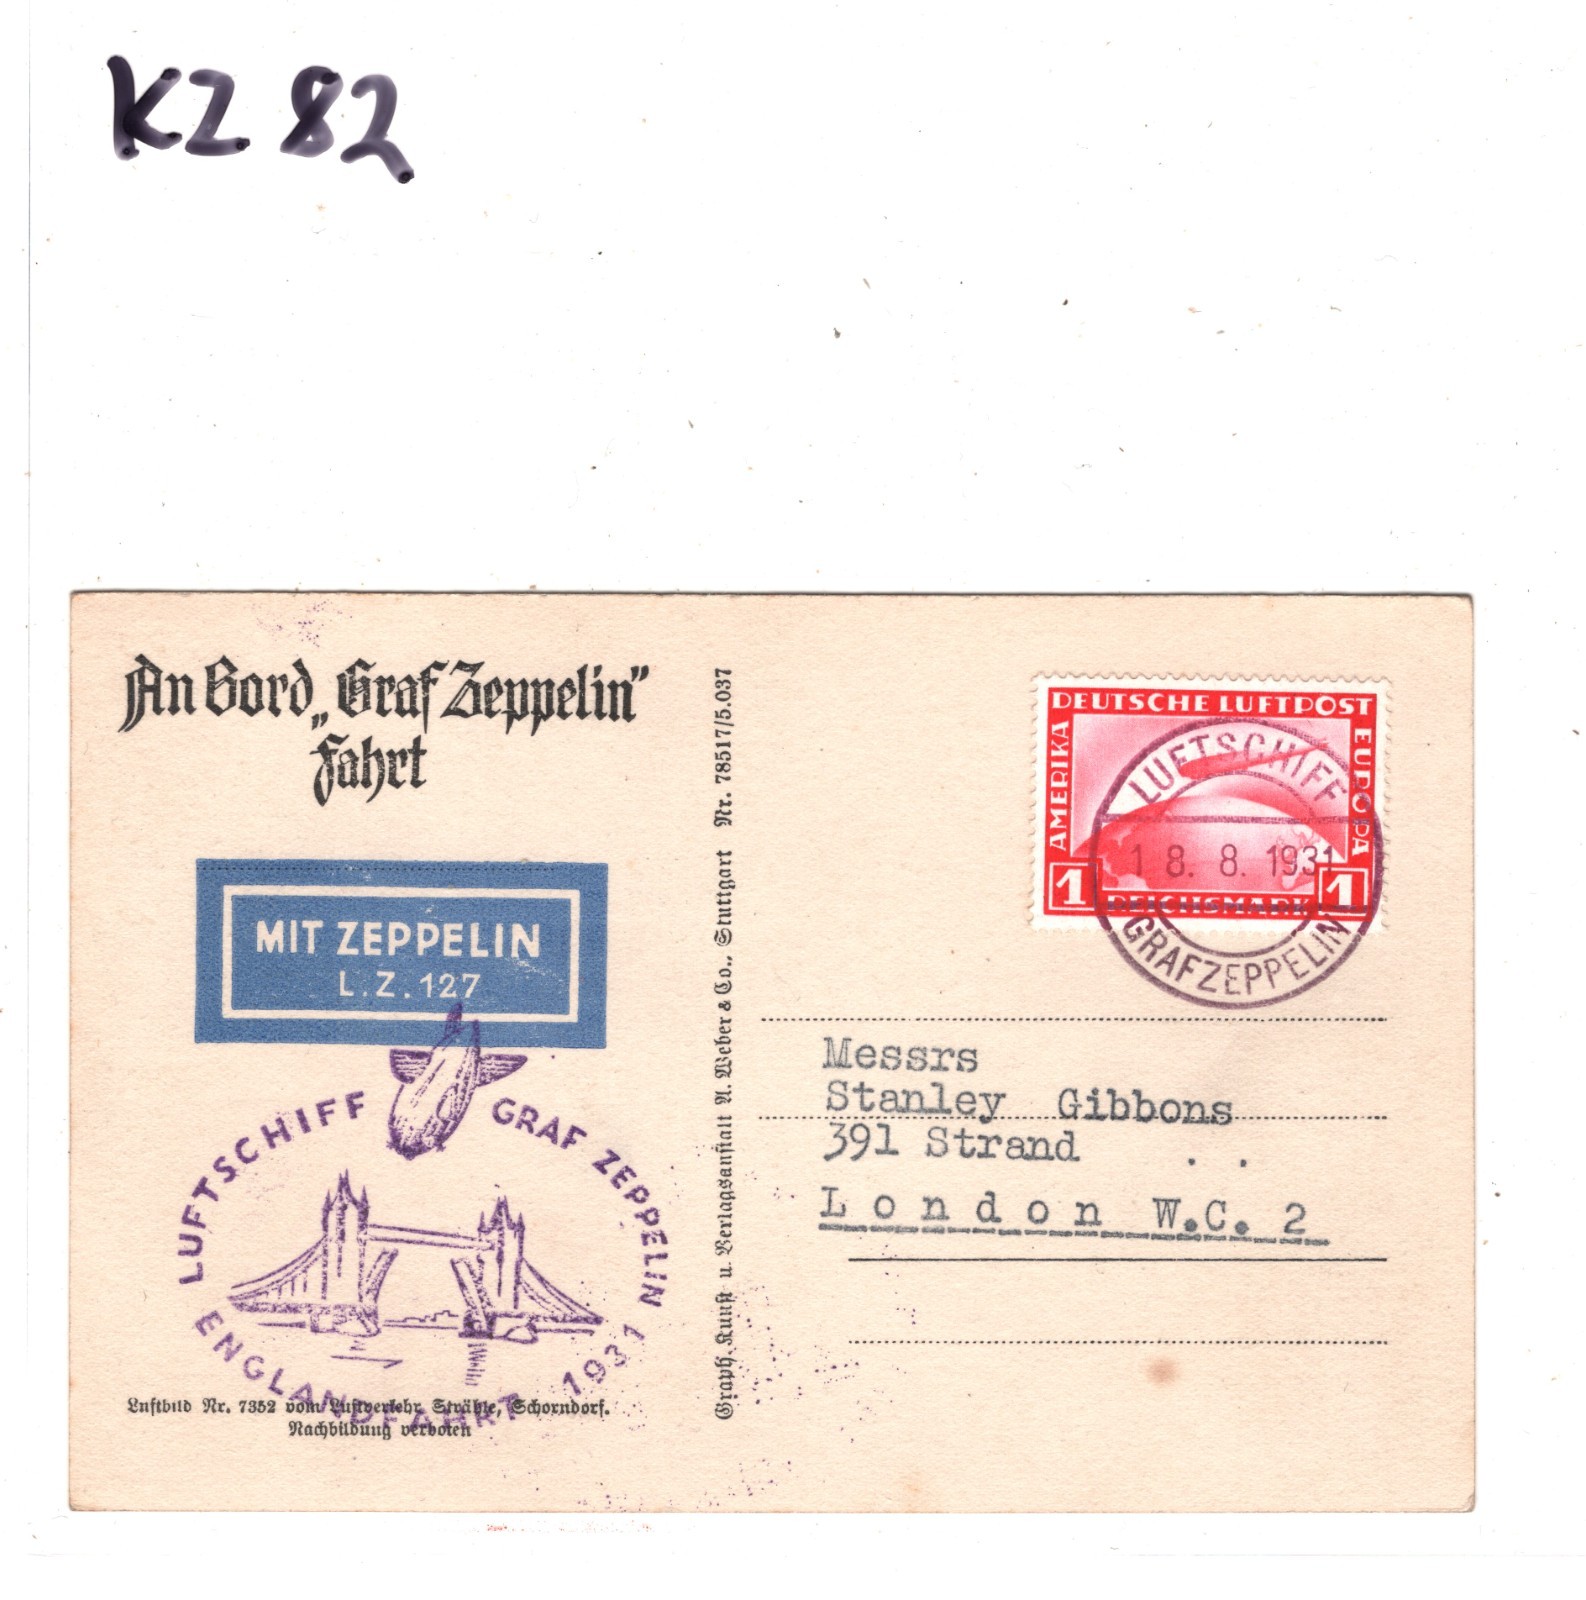 KZ 82
An Bord „Graf Zeppelin"
Fahrt
MIT ZEPPELIN
L.Z. 127
LUFTSCHIFF GRAF ZEPPELIN
ENGLANDFAHRT 1931
Luftbild Nr. 7352 vom Luftverkehr Strähle, Schorndorf.
Nachbildung verboten
Graph. Kunst u. Verlagsanstalt A. Weber & Co., Stuttgart Nr. 78517/5.037
DEUTSCHE LUFTPOST
AMERIKA
EUROPA
1 1
REICHSMARK
LUFTSCHIFF
18. 8. 1931
GRAF ZEPPELIN
Messrs
Stanley Gibbons
391 Strand
London W.C. 2